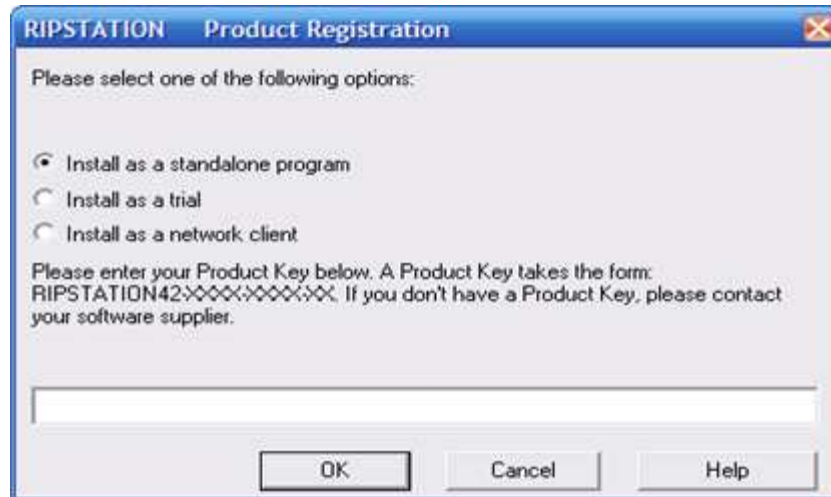 RIPSTATION Product Registration
Please select one of the following options:
Install as a standalone program
Install as a trial
Install as a network client
Please enter your Product Key below. A Product Key takes the form:
RIPSTATION42-XXXX-XXXX-XX. If you don't have a Product Key, please contact
your software supplier.
OK Cancel Help